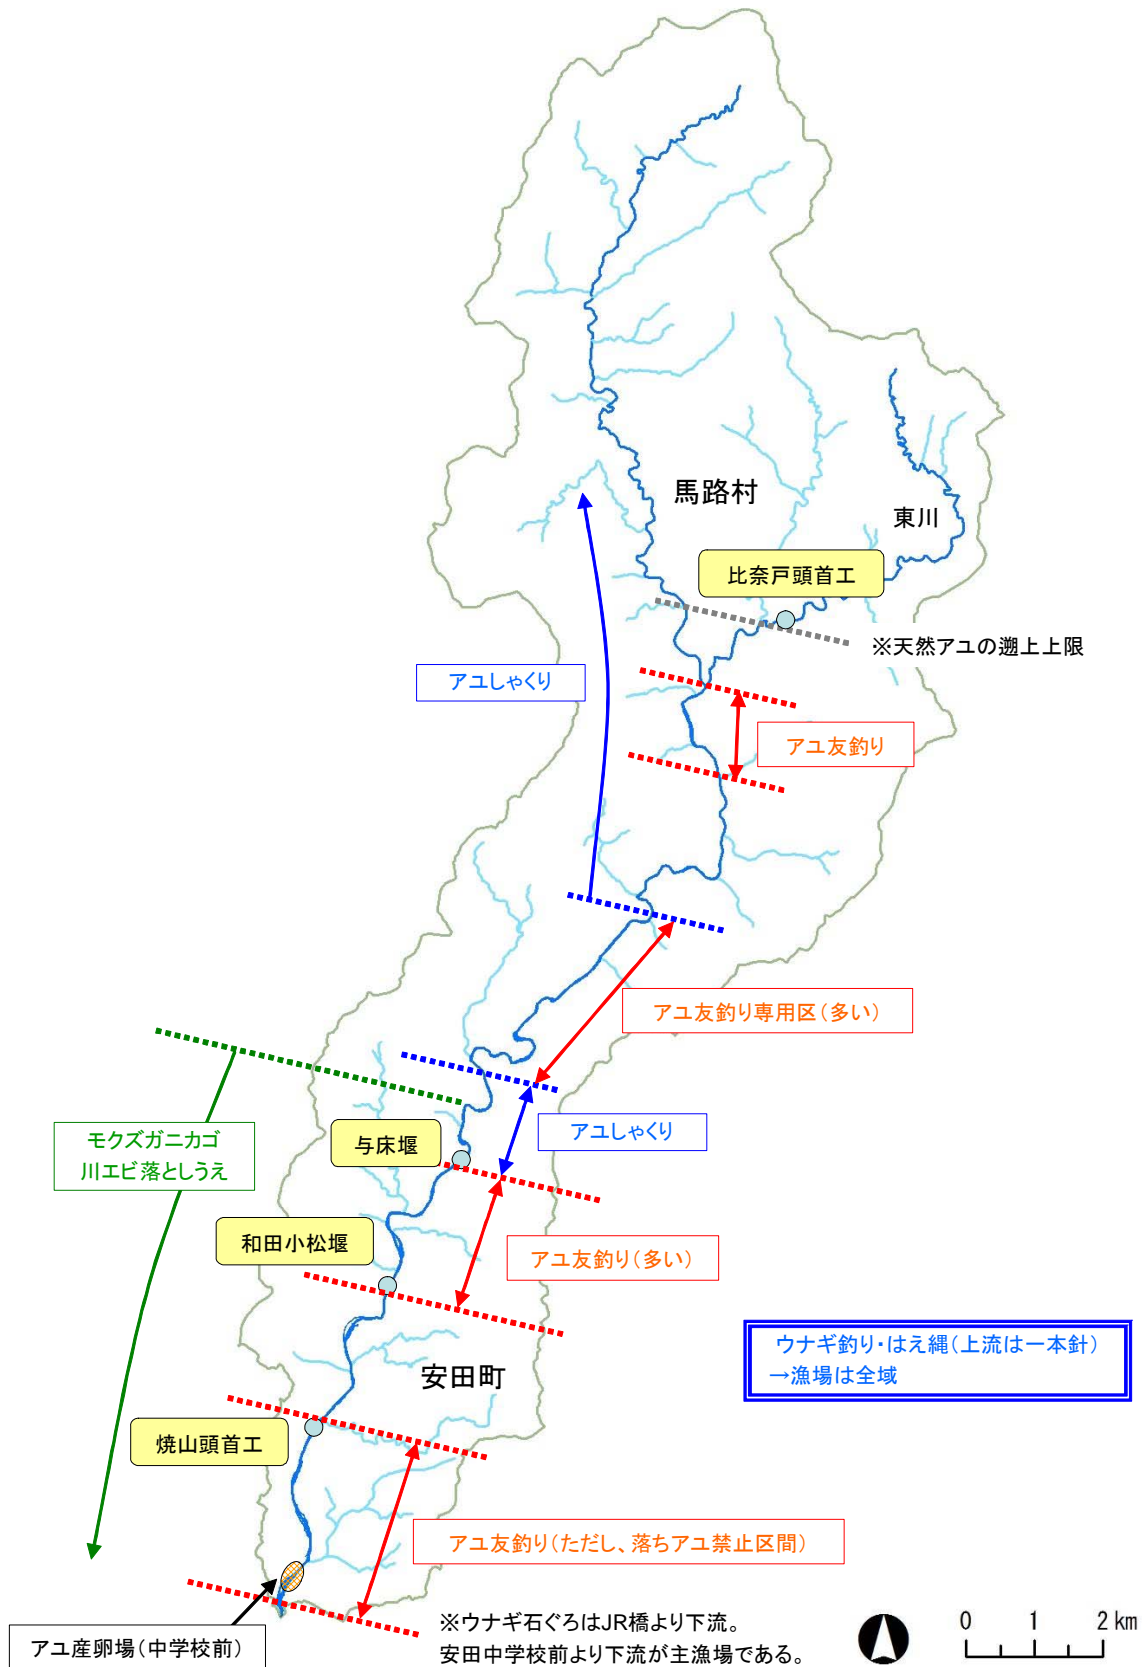 馬路村
東川
比奈戸頭首工
※天然アユの遡上上限
アユしゃくり
アユ友釣り
アユ友釣り専用区(多い)
モクズガニカゴ
川エビ落としうえ
与床堰
アユしゃくり
和田小松堰
アユ友釣り(多い)
ウナギ釣り・はえ縄(上流は一本針)
→漁場は全域
安田町
焼山頭首工
アユ友釣り(ただし、落ちアユ禁止区間)
アユ産卵場(中学校前)
※ウナギ石ぐろはJR橋より下流。
安田中学校前より下流が主漁場である。
0 1 2 km